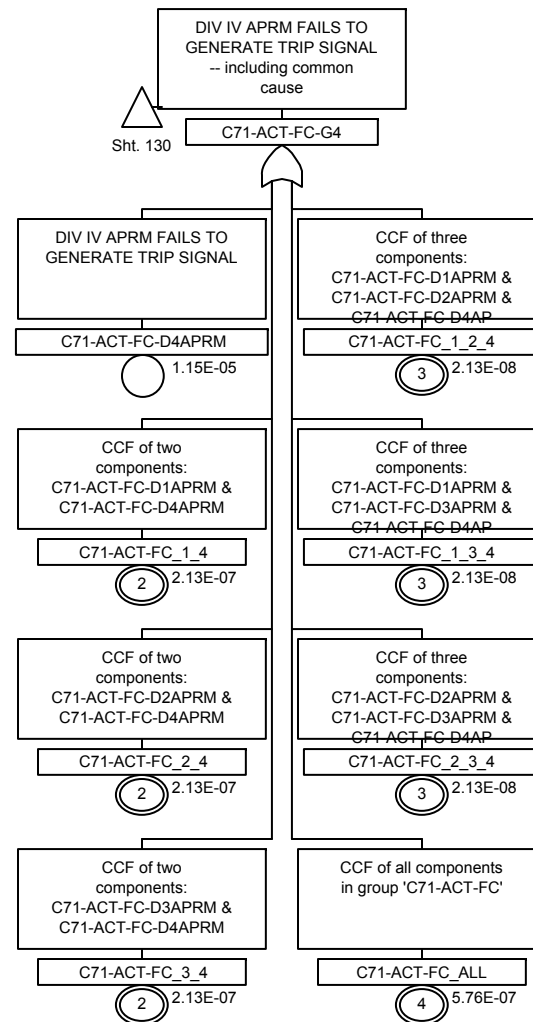 DIV IV APRM FAILS TO
GENERATE TRIP SIGNAL
-- including common
cause
Sht. 130
C71-ACT-FC-G4
DIV IV APRM FAILS TO
GENERATE TRIP SIGNAL
C71-ACT-FC-D4APRM
1.15E-05
CCF of two
components:
C71-ACT-FC-D1APRM &
C71-ACT-FC-D4APRM
C71-ACT-FC_1_4
2
2.13E-07
CCF of two
components:
C71-ACT-FC-D2APRM &
C71-ACT-FC-D4APRM
C71-ACT-FC_2_4
2
2.13E-07
CCF of two
components:
C71-ACT-FC-D3APRM &
C71-ACT-FC-D4APRM
C71-ACT-FC_3_4
2
2.13E-07
CCF of three
components:
C71-ACT-FC-D1APRM &
C71-ACT-FC-D2APRM &
C71-ACT-FC-D4AP
C71-ACT-FC_1_2_4
3
2.13E-08
CCF of three
components:
C71-ACT-FC-D1APRM &
C71-ACT-FC-D3APRM &
C71-ACT-FC-D4AP
C71-ACT-FC_1_3_4
3
2.13E-08
CCF of three
components:
C71-ACT-FC-D2APRM &
C71-ACT-FC-D3APRM &
C71-ACT-FC-D4AP
C71-ACT-FC_2_3_4
3
2.13E-08
CCF of all components
in group 'C71-ACT-FC'
C71-ACT-FC_ALL
4
5.76E-07